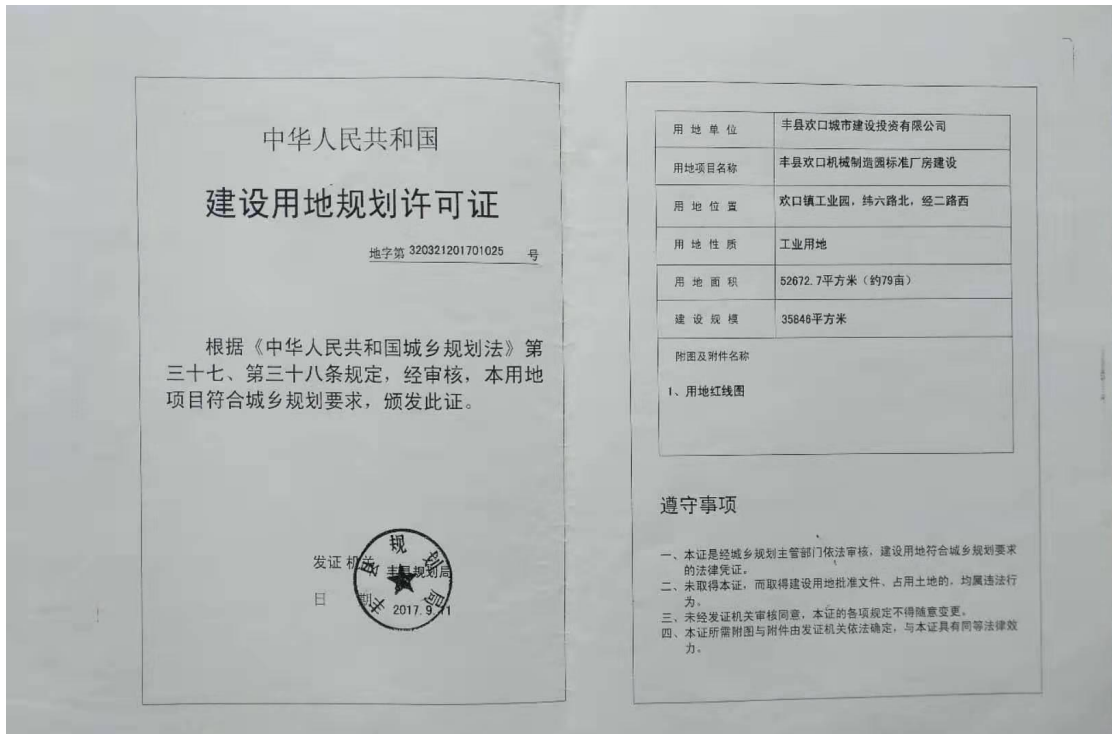 中华人民共和国
建设用地规划许可证
地字第 320321201701025 号
根据《中华人民共和国城乡规划法》第
三十七、第三十八条规定，经审核，本用地
项目符合城乡规划要求，颁发此证。
发证机关 丰县规划局
日期 2017.9.11
丰县规划局
用地单位 丰县欢口城市建设投资有限公司
用地项目名称 丰县欢口机械制造园标准厂房建设
用地位置 欢口镇工业园，纬六路北，经二路西
用地性质 工业用地
用地面积 52672.7平方米（约79亩）
建设规模 35846平方米
附图及附件名称
1、用地红线图
遵守事项
一、本证是经城乡规划主管部门依法审核，建设用地符合城乡规划要求
的法律凭证。
二、未取得本证，而取得建设用地批准文件、占用土地的，均属违法行
为。
三、未经发证机关审核同意，本证的各项规定不得随意变更。
四、本证所需附图与附件由发证机关依法确定，与本证具有同等法律效
力。